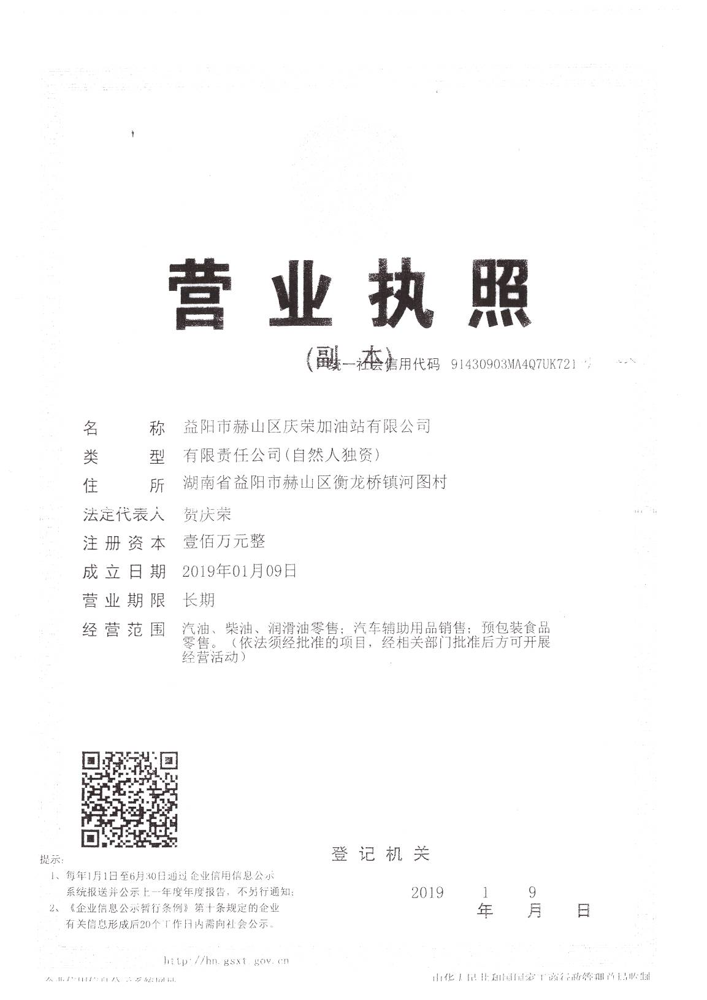 营业执照
(副 本)
统一社会信用代码 91430903MA4Q7UK721
名 称 益阳市赫山区庆荣加油站有限公司
类 型 有限责任公司(自然人独资)
住 所 湖南省益阳市赫山区衡龙桥镇河图村
法定代表人 贺庆荣
注册资本 壹佰万元整
成立日期 2019年01月09日
营业期限 长期
经营范围 汽油、柴油、润滑油零售；汽车辅助用品销售；预包装食品
零售。（依法须经批准的项目，经相关部门批准后方可开展
经营活动）
登记机关
提示:
1、每年1月1日至6月30日通过企业信用信息公示
系统报送并公示上一年度年度报告，不另行通知;
2、《企业信息公示暂行条例》第十条规定的企业
有关信息形成后20个工作日内需向社会公示。
2019 1 9
年 月 日
http://hn.gsxt.gov.cn
中华人民共和国国家工商行政管理总局监制